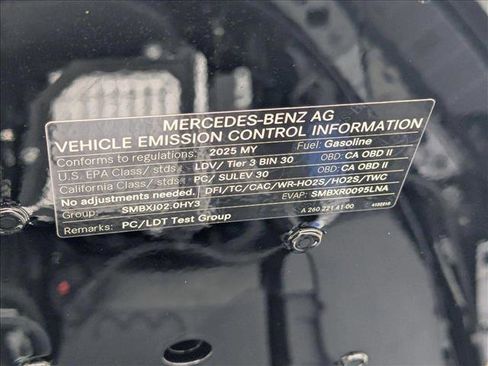 MERCEDES-BENZ AG
VEHICLE EMISSION CONTROL INFORMATION
Conforms to regulations: 2025 MY Fuel: Gasoline
U.S. EPA Class/ stds.: LDV/ Tier 3 BIN 30 OBD: CA OBD II
California Class/ stds.: PC/ SULEV 30 OBD: CA OBD II
No adjustments needed. DFI/TC/CAC/WR-HO2S/HO2S/TWC
Group: SMBXJ02.0HY3 EVAP: SMBXR0095LNA
Remarks: PC/LDT Test Group A 260 221 41 00